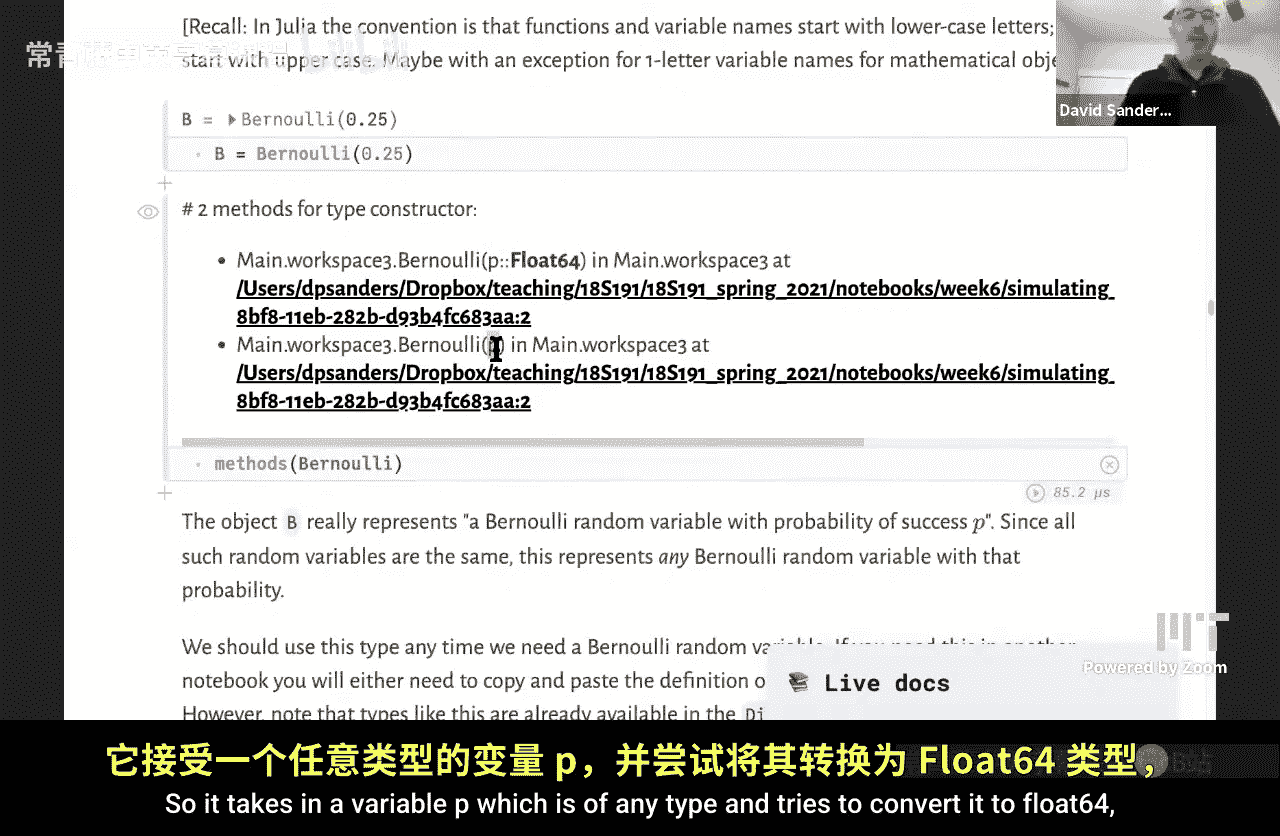 [Recall: In Julia the convention is that functions and variable names start with lower-case letters;
start with upper case. Maybe with an exception for 1-letter variable names for mathematical obje
David Sander...
B = Bernoulli(0.25)
B = Bernoulli(0.25)
# 2 methods for type constructor:
• Main.workspace3.Bernoulli(p::Float64) in Main.workspace3 at
/Users/dpsanders/Dropbox/teaching/18S191/18S191_spring_2021/notebooks/week6/simulating_
8bf8-11eb-282b-d93b4fc683aa:2
• Main.workspace3.Bernoulli(p) in Main.workspace3 at
/Users/dpsanders/Dropbox/teaching/18S191/18S191_spring_2021/notebooks/week6/simulating_
8bf8-11eb-282b-d93b4fc683aa:2
methods(Bernoulli)
85.2 μs
The object B really represents "a Bernoulli random variable with probability of success p". Since all
such random variables are the same, this represents any Bernoulli random variable with that
probability.
We should use this type any time we need a Bernoulli random variable. If you need this in another
notebook you will either need to copy and paste the definition o
However, note that types like this are already available in the Di
Live docs
MIT
Powered by Zoom
它接受一个任意类型的变量 p，并尝试将其转换为 Float64 类型，
So it takes in a variable p which is of any type and tries to convert it to float64,